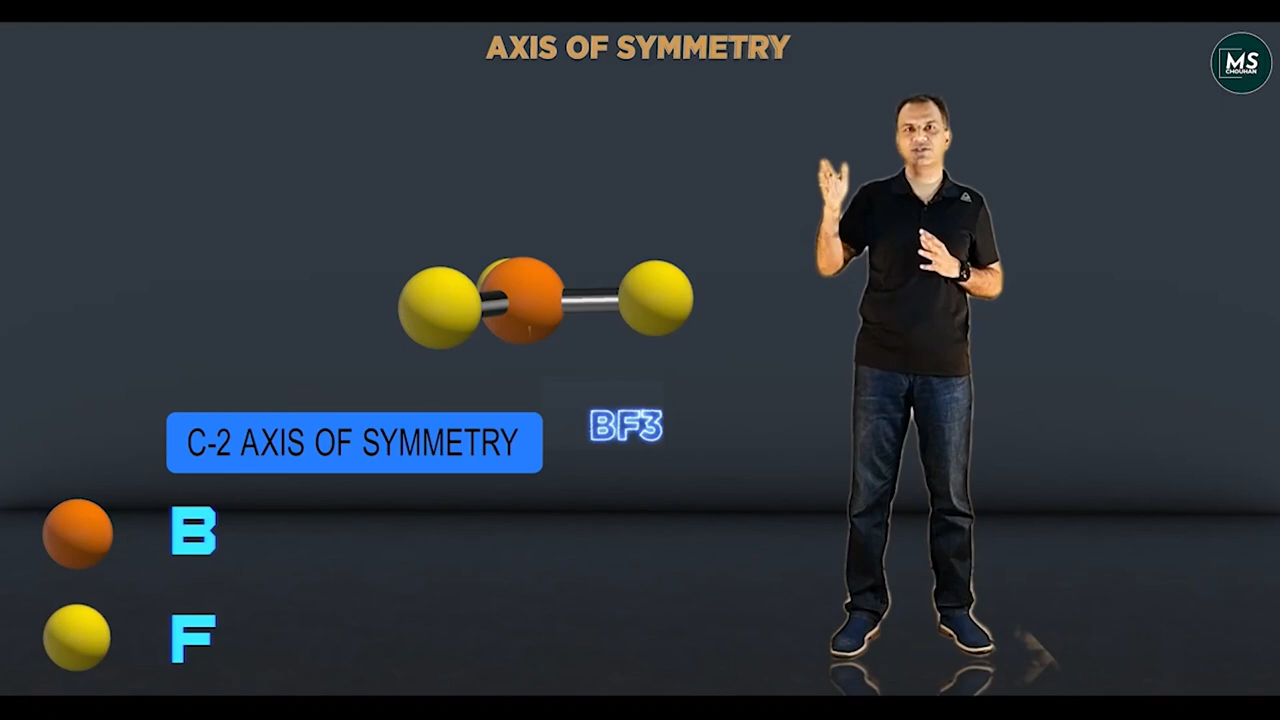 AXIS OF SYMMETRY
MS
CHOUHAN
BF3
C-2 AXIS OF SYMMETRY
B
F